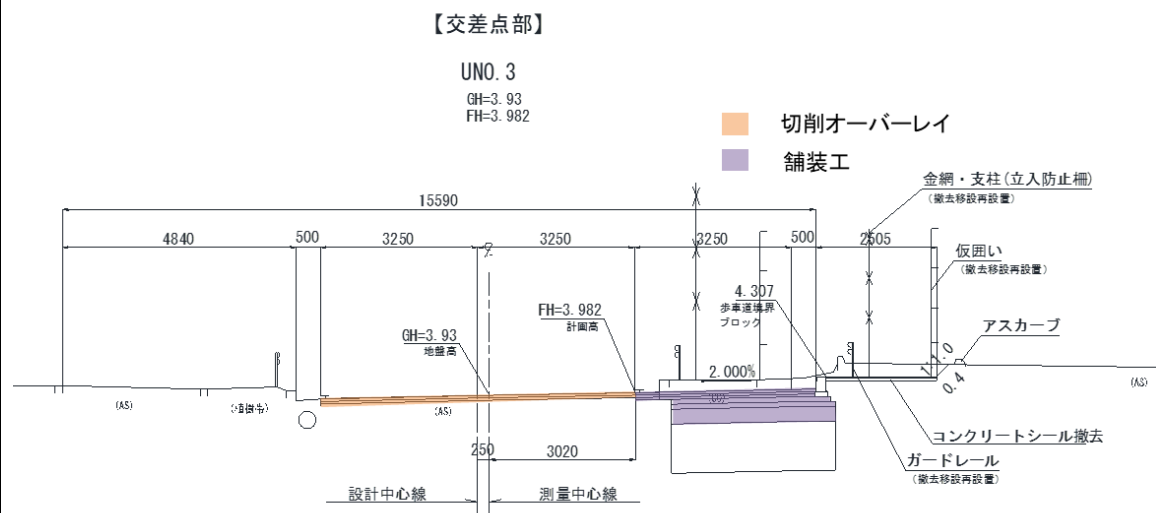 【交差点部】
UNO. 3
GH=3.93
FH=3.982
切削オーバーレイ
舗装工
金網・支柱(立入防止柵)
(撤去移設再設置)
15590
4840
500
3250
3250
3250
500
2505
仮囲い
(撤去移設再設置)
4.307
歩車道境界
ブロック
FH=3.982
計画高
GH=3.93
地盤高
アスカーブ
2.000%
1:1.0
0.4
(AS)
(植樹帯)
(AS)
(AS)
コンクリートシール撤去
ガードレール
(撤去移設再設置)
250
3020
設計中心線
測量中心線